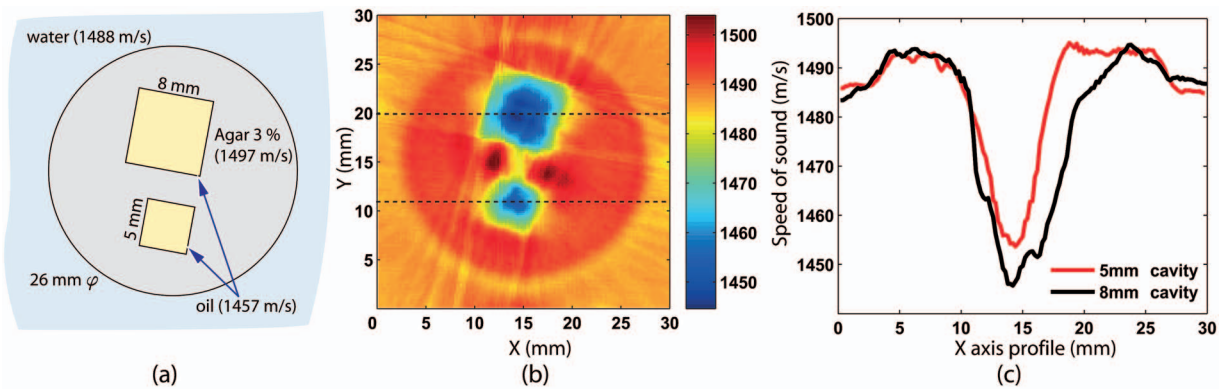 water (1488 m/s)
8 mm
Agar 3 %
(1497 m/s)
5 mm
26 mm φ
oil (1457 m/s)
(a)
30
25
20
15
10
5
0
5
10
15
20
25
30
Y (mm)
X (mm)
1500
1490
1480
1470
1460
1450
(b)
1500
1490
1480
1470
1460
1450
Speed of sound (m/s)
5mm cavity
8mm cavity
0
5
10
15
20
25
30
X axis profile (mm)
(c)